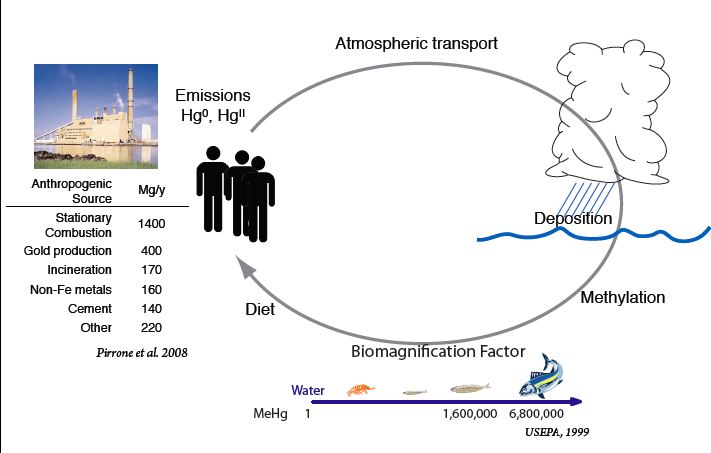 Atmospheric transport
Emissions
Hg⁰, Hgᴵᴵ
Anthropogenic
Source
Mg/y
Stationary
Combustion
1400
Gold production 400
Incineration 170
Non-Fe metals 160
Cement 140
Other 220
Pirrone et al. 2008
Deposition
Methylation
Diet
Biomagnification Factor
Water
MeHg 1 1,600,000 6,800,000
USEPA, 1999